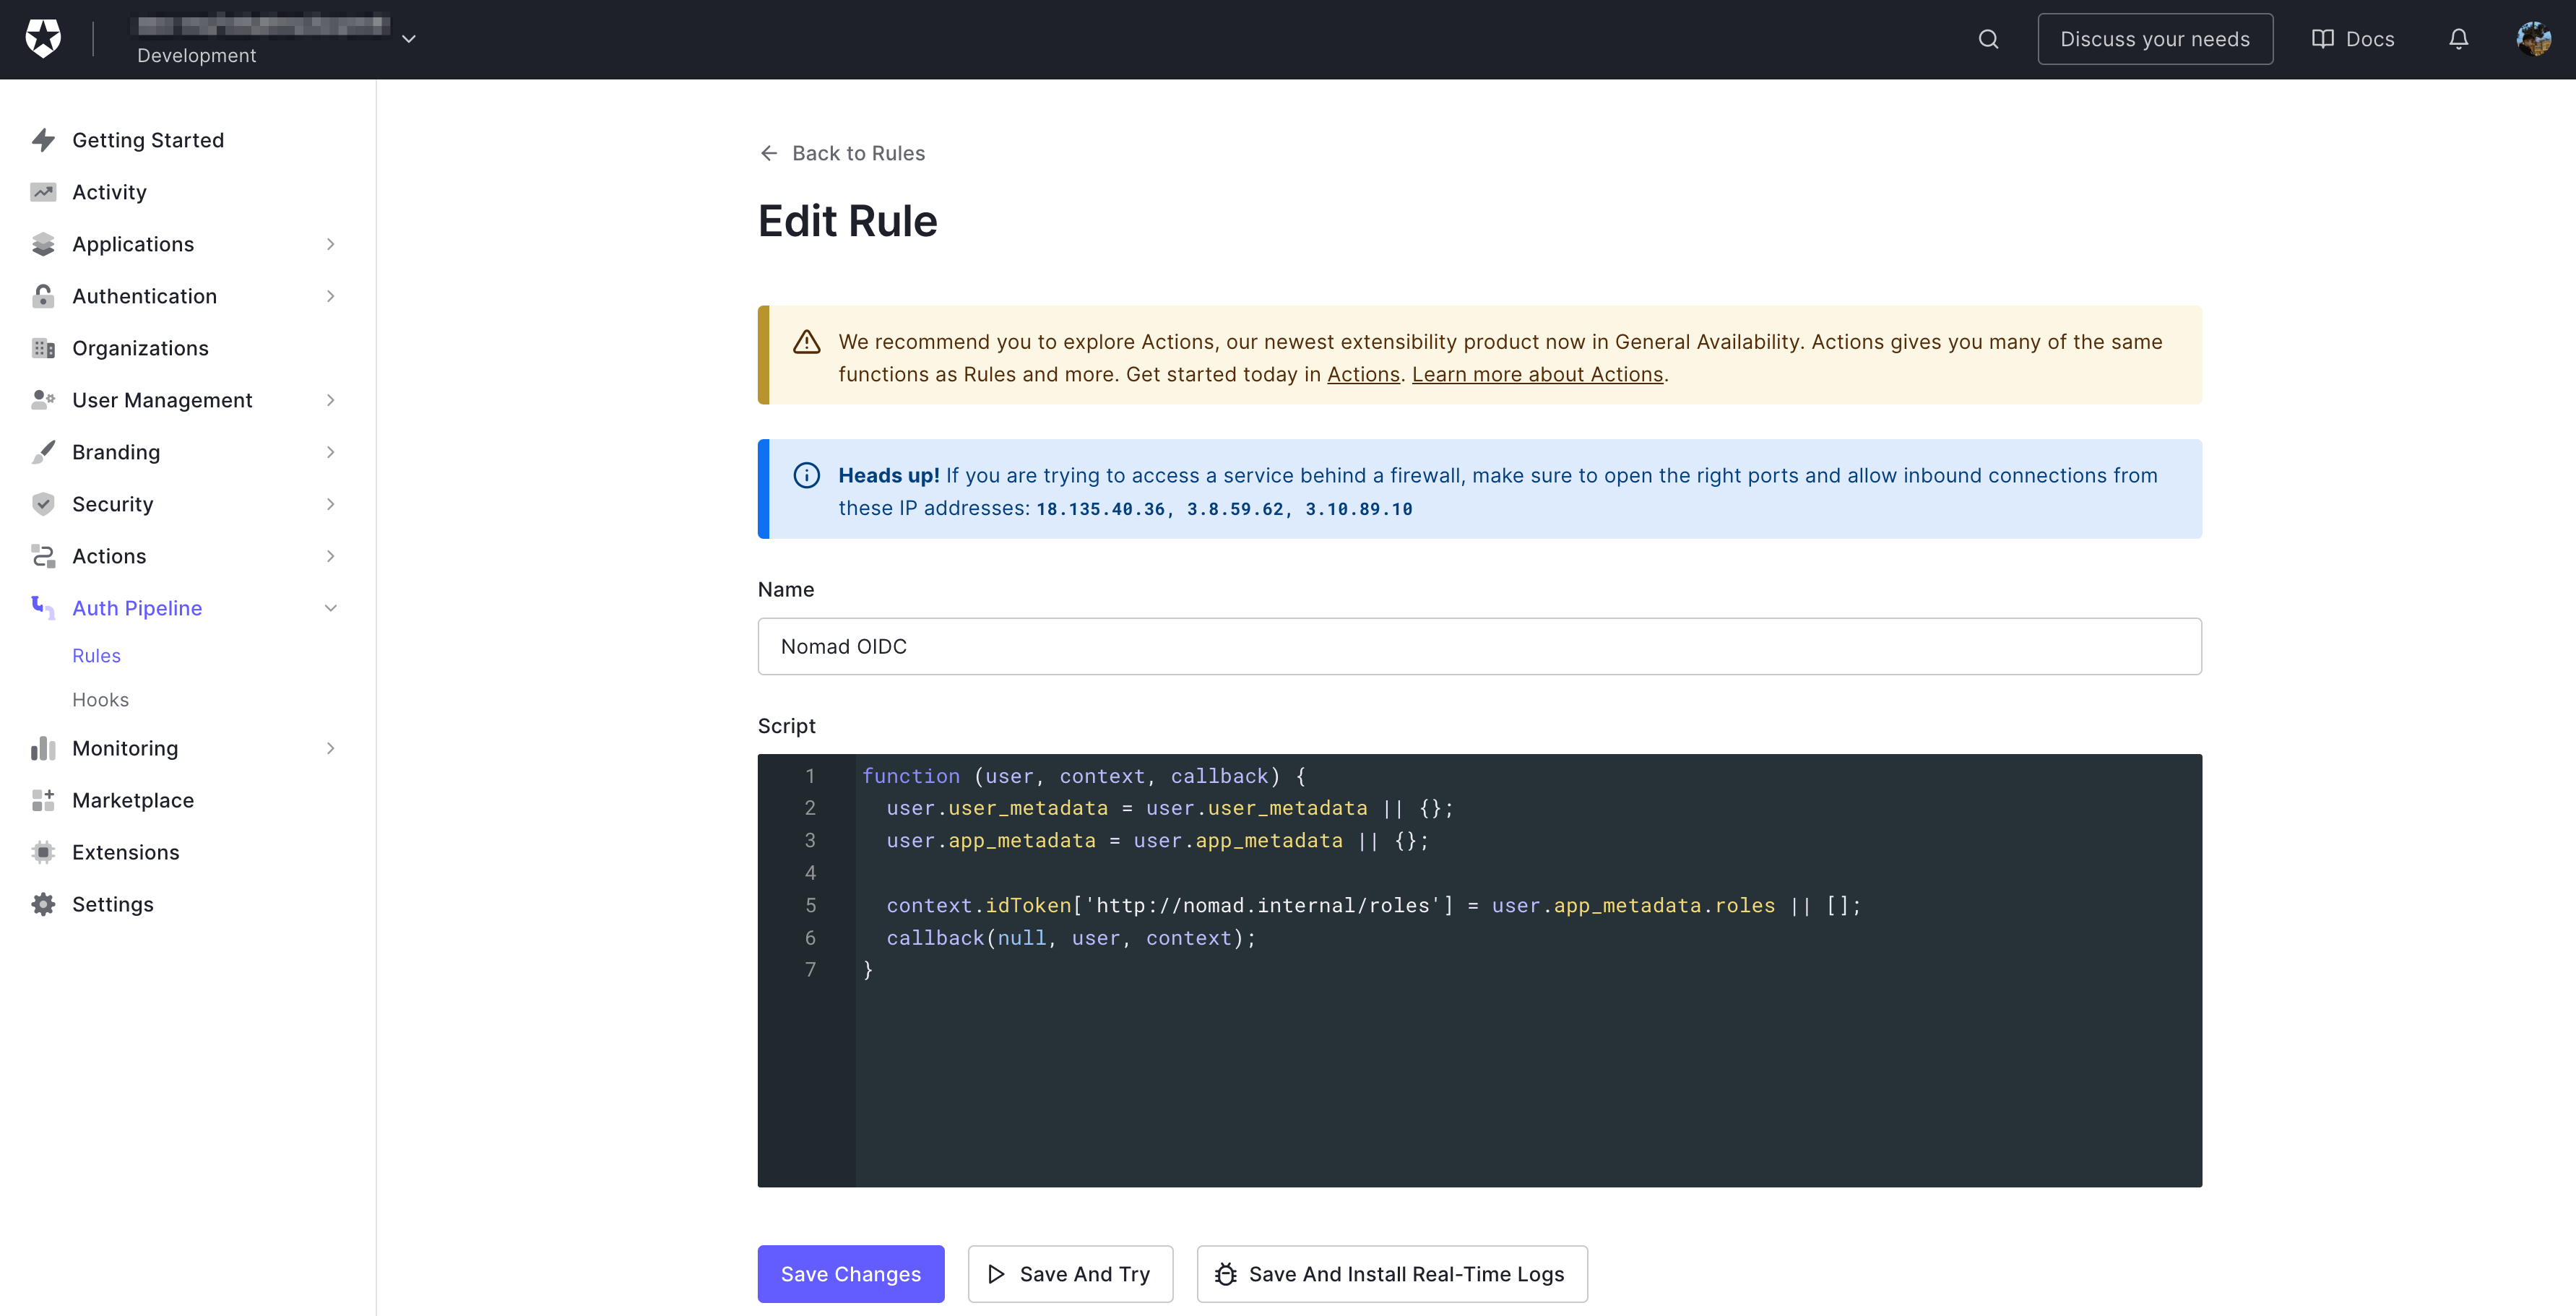 Development
Discuss your needs
Docs
Getting Started
Activity
Applications
Authentication
Organizations
User Management
Branding
Security
Actions
Auth Pipeline
Rules
Hooks
Monitoring
Marketplace
Extensions
Settings
Back to Rules
Edit Rule
We recommend you to explore Actions, our newest extensibility product now in General Availability. Actions gives you many of the same
functions as Rules and more. Get started today in Actions. Learn more about Actions.
Heads up! If you are trying to access a service behind a firewall, make sure to open the right ports and allow inbound connections from
these IP addresses: 18.135.40.36, 3.8.59.62, 3.10.89.10
Name
Nomad OIDC
Script
1 function (user, context, callback) {
2   user.user_metadata = user.user_metadata || {};
3   user.app_metadata = user.app_metadata || {};
4
5   context.idToken['http://nomad.internal/roles'] = user.app_metadata.roles || [];
6   callback(null, user, context);
7 }
Save Changes
Save And Try
Save And Install Real-Time Logs